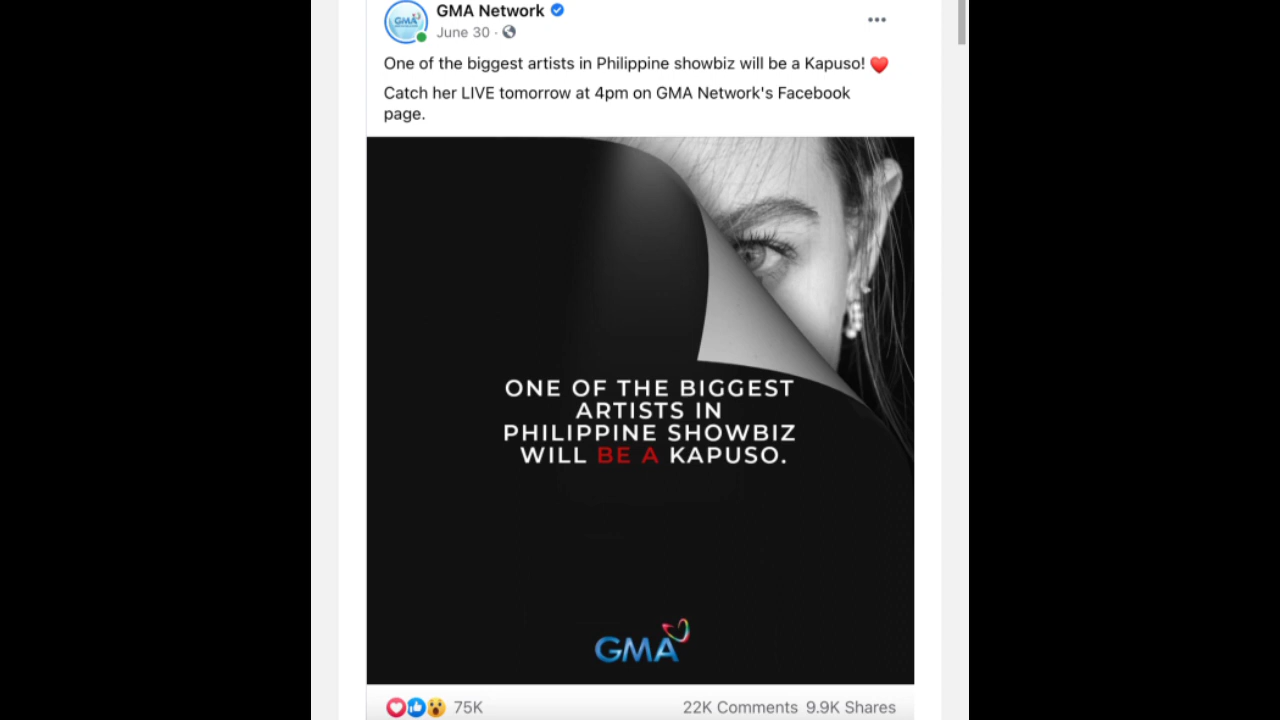 GMA
GMA Network
June 30 ·
One of the biggest artists in Philippine showbiz will be a Kapuso! ❤️
Catch her LIVE tomorrow at 4pm on GMA Network's Facebook
page.
ONE OF THE BIGGEST
ARTISTS IN
PHILIPPINE SHOWBIZ
WILL BE A KAPUSO.
GMA
75K
22K Comments 9.9K Shares